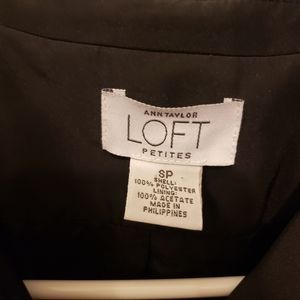 ANN TAYLOR
LOFT
PETITES
SP
SHELL:
100% POLYESTER
LINING:
100% ACETATE
MADE IN
PHILIPPINES